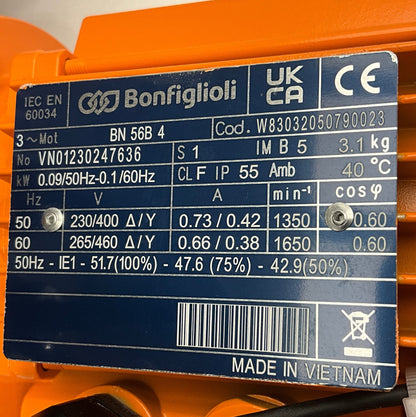 IEC EN 60034 Bonfiglioli UK CA CE
3~Mot BN 56B 4 Cod. W83032050790023
No VN01230247636 S1 IM B5 3.1 kg
kW 0.09/50Hz-0.1/60Hz CLF IP 55 Amb 40 °C
Hz V A min⁻¹ cosφ
50 230/400 Δ/Y 0.73 / 0.42 1350 0.60
60 265/460 Δ/Y 0.66 / 0.38 1650 0.60
50Hz - IE1 - 51.7(100%) - 47.6 (75%) - 42.9(50%)
MADE IN VIETNAM